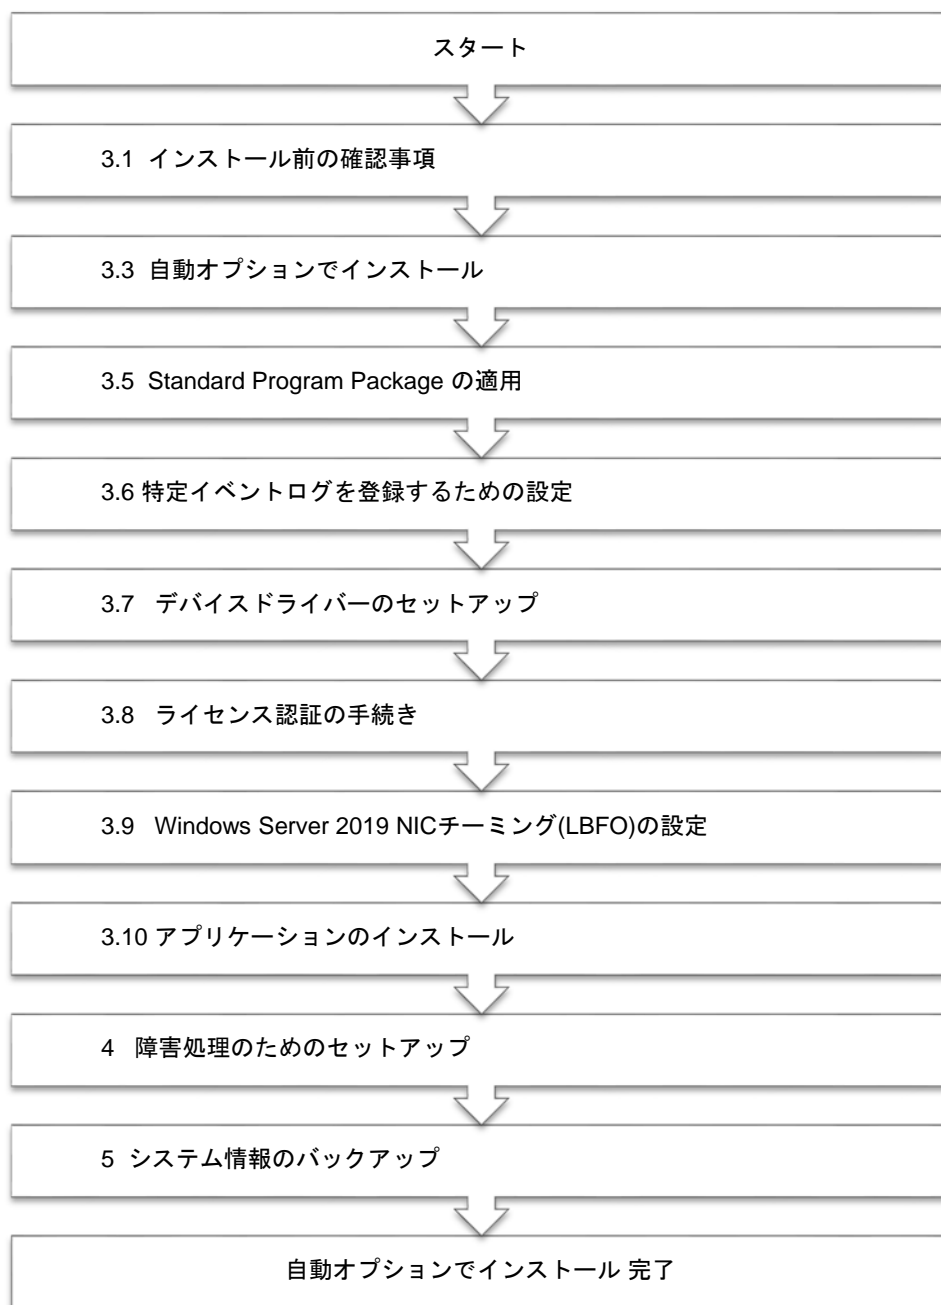 スタート
3.1 インストール前の確認事項
3.3 自動オプションでインストール
3.5 Standard Program Package の適用
3.6 特定イベントログを登録するための設定
3.7 デバイスドライバーのセットアップ
3.8 ライセンス認証の手続き
3.9 Windows Server 2019 NICチーミング(LBFO)の設定
3.10 アプリケーションのインストール
4 障害処理のためのセットアップ
5 システム情報のバックアップ
自動オプションでインストール 完了